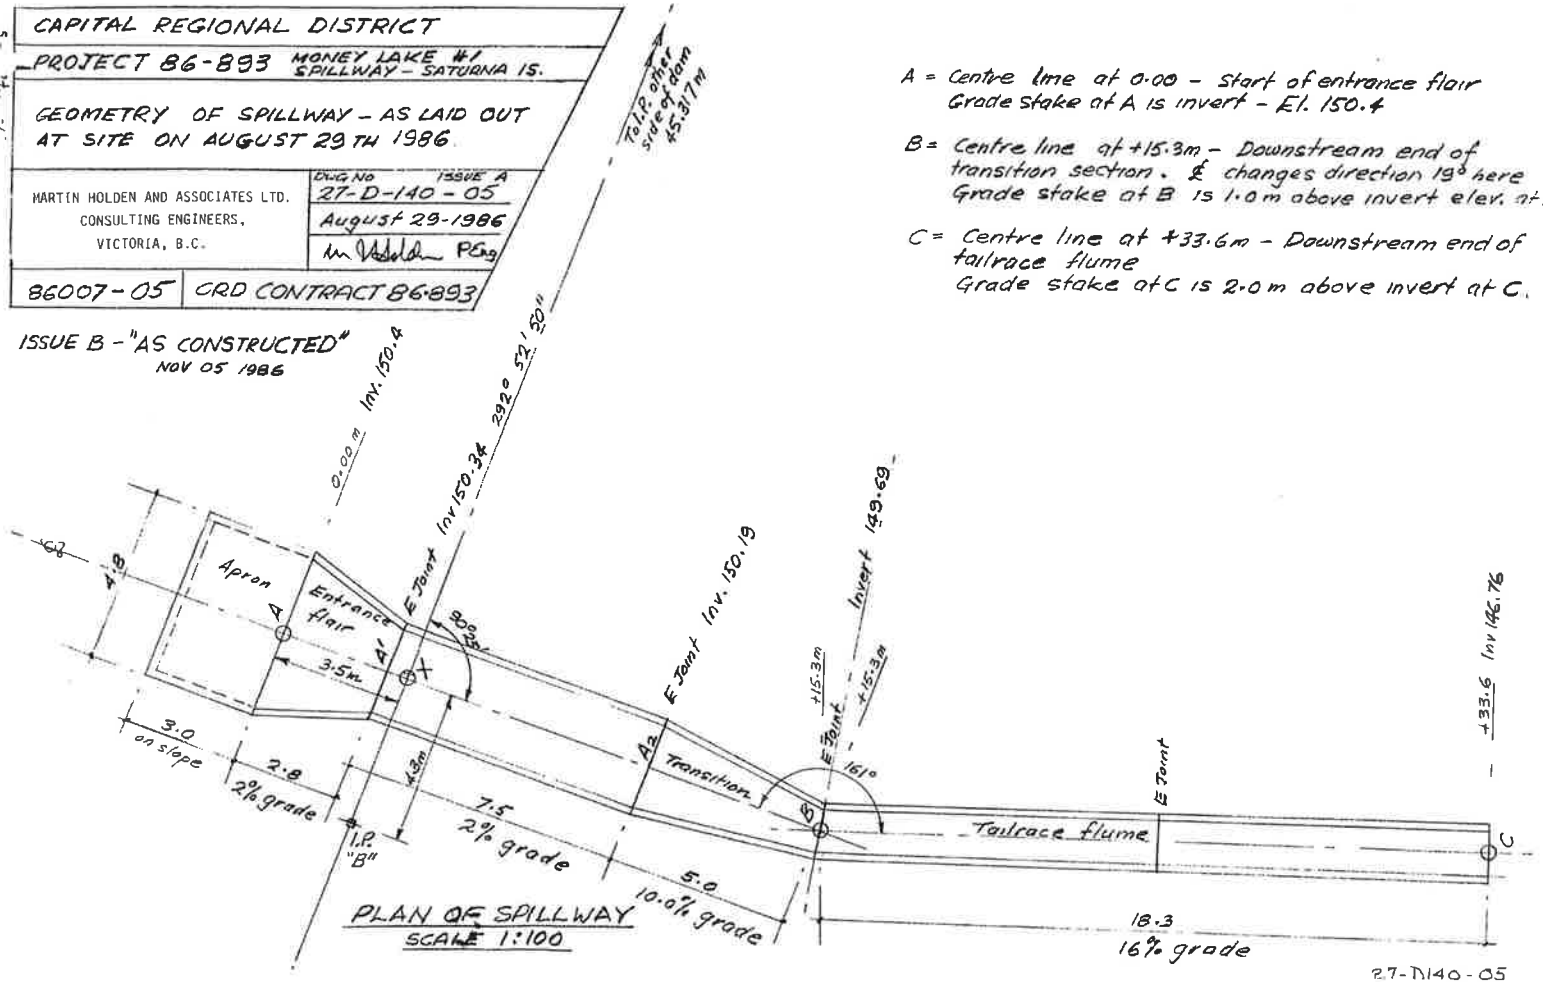 CAPITAL REGIONAL DISTRICT
PROJECT 86-893 MONEY LAKE #1
SPILLWAY - SATURNA IS.
GEOMETRY OF SPILLWAY - AS LAID OUT
AT SITE ON AUGUST 29TH 1986
MARTIN HOLDEN AND ASSOCIATES LTD.
CONSULTING ENGINEERS,
VICTORIA, B.C.
DWG NO ISSUE A
27-D-140-05
August 29-1986
M Holden P.Eng
86007-05
CRD CONTRACT 86-893
ISSUE B - "AS CONSTRUCTED"
NOV 05 1986
To I.P. other
side of dam
45.317m
A = Centre line at 0.00 - Start of entrance flair
Grade stake at A is invert - El. 150.4
B = Centre line at +15.3m - Downstream end of
transition section. ℄ changes direction 19° here
Grade stake at B is 1.0m above invert elev. at
C = Centre line at +33.6m - Downstream end of
tailrace flume
Grade stake at C is 2.0m above invert at C.
0.00m Inv. 150.4
E Joint Inv 150.34 292° 52' 50"
E Joint Inv. 150.19
Invert 149.69
+15.3m
+15.3m
E Joint
+33.6 Inv 146.76
4.8
Apron
A
Entrance
flair
A'
3.5m
X
90° 25'
4.3m
3.0
on slope
2.8
2% grade
I.P.
"B"
7.5
2% grade
A2
Transition
B
161°
5.0
10.0% grade
Tailrace flume
E Joint
C
18.3
16% grade
PLAN OF SPILLWAY
SCALE 1:100
27-D140-05